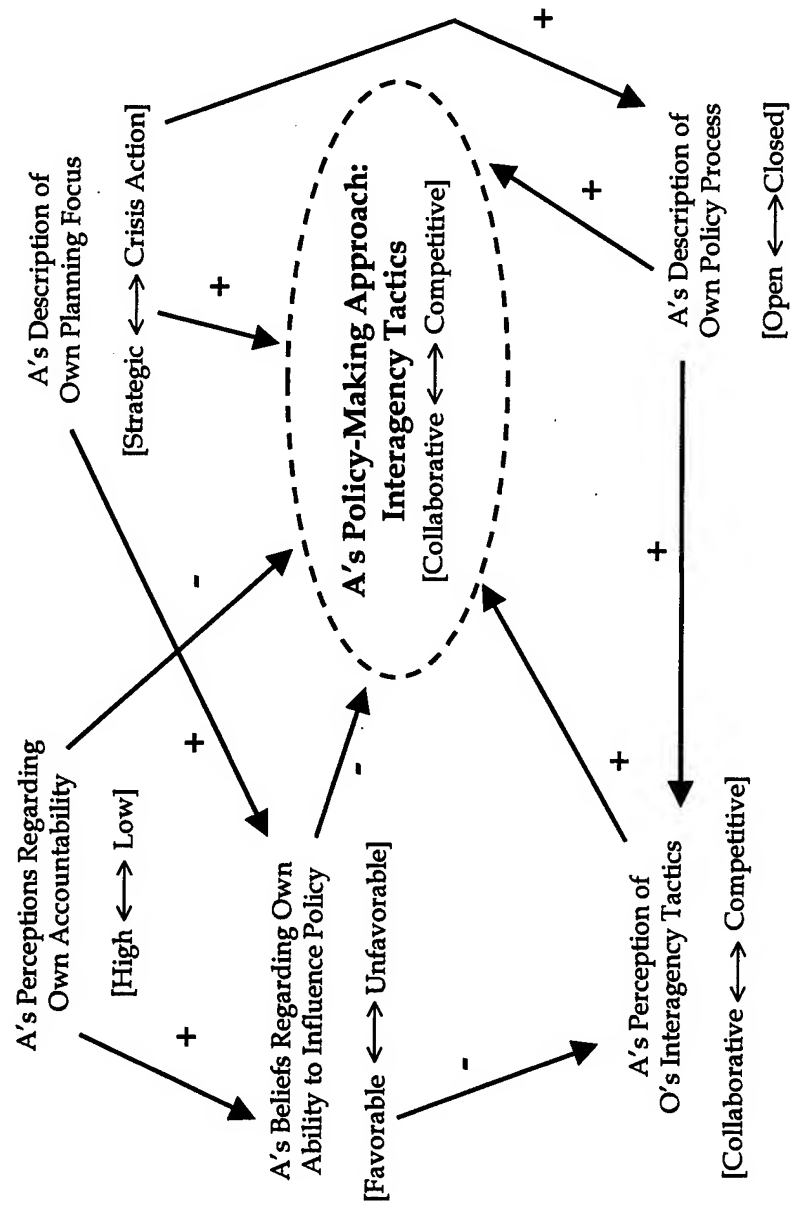 A's Perceptions Regarding
Own Accountability
[High ⟷ Low]
A's Description of
Own Planning Focus
[Strategic ⟷ Crisis Action]
+
+
-
+
+
A's Beliefs Regarding Own
Ability to Influence Policy
[Favorable ⟷ Unfavorable]
-
A's Policy-Making Approach:
Interagency Tactics
[Collaborative ⟷ Competitive]
-
+
+
+
A's Perception of
O's Interagency Tactics
[Collaborative ⟷ Competitive]
A's Description of
Own Policy Process
[Open ⟷ Closed]